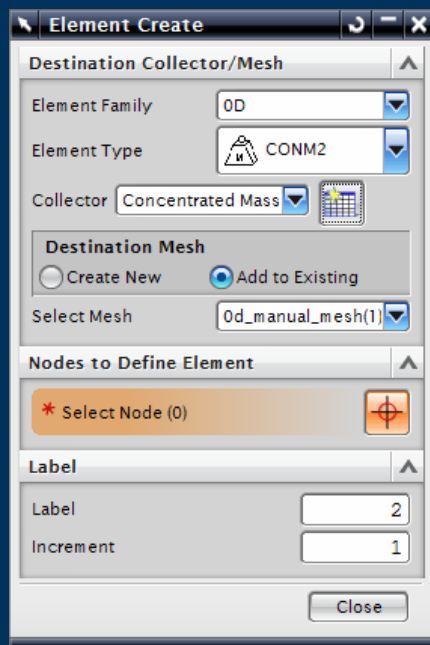 Element Create
Destination Collector/Mesh
Element Family 0D
Element Type CONM2
Collector Concentrated Mass
Destination Mesh
Create New Add to Existing
Select Mesh 0d_manual_mesh(1)
Nodes to Define Element
* Select Node (0)
Label
Label 2
Increment 1
Close